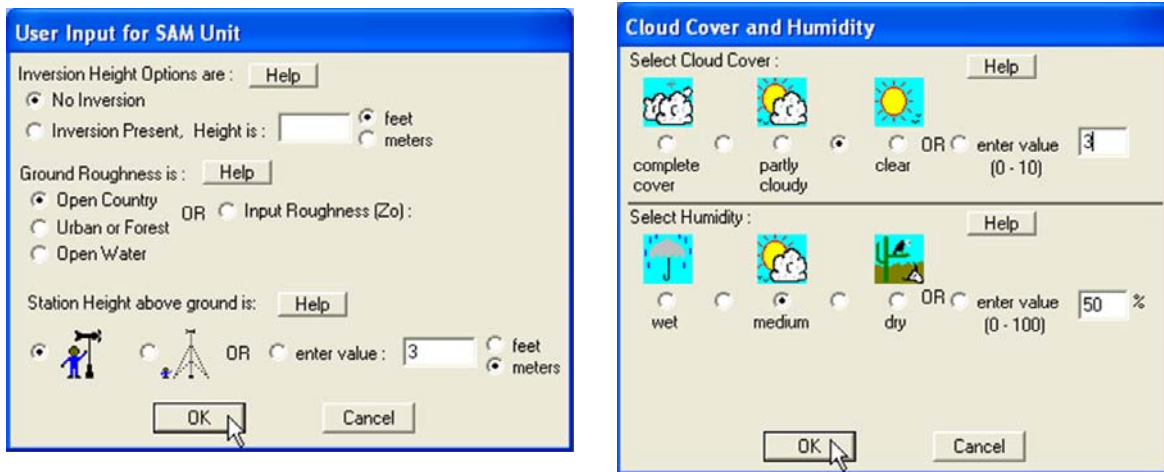 User Input for SAM Unit
Inversion Height Options are : Help
No Inversion
Inversion Present, Height is : feet
meters
Ground Roughness is : Help
Open Country
OR Input Roughness (Zo) :
Urban or Forest
Open Water
Station Height above ground is: Help
OR enter value : 3 feet
meters
OK Cancel
Cloud Cover and Humidity
Select Cloud Cover : Help
OR enter value 3
complete cover partly cloudy clear (0 - 10)
Select Humidity : Help
OR enter value 50 %
wet medium dry (0 - 100)
OK Cancel